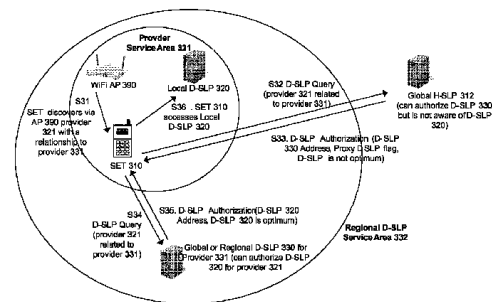 Provder
Service Area 321
WiFi AP 390
Local D-SLP 320
S31
SET discovers via
AP 390 provider
321 with a
relationship to
provider 331
S36 . SET 310
accesses Local
D-SLP 320
SET 310
S32 D-SLP Query
(provider 321 related
to provider 331)
Global H-SLP 312
(can authorize D-SLP 330
but is not aware of D-SLP
320)
S33. D-SLP Authorization (D-SLP
330 Address, Proxy D-SLP flag,
D-SLP is not optimum)
S34
D-SLP Query
(provider 321
related to
provider 331)
S35. D-SLP Authorization(D-SLP 320
Address, D-SLP 320 is optimum)
Global or Regional D-SLP 330 for
Provider 331 (can authorize D-SLP
320 for provider 321
Regional D-SLP
Service Area 332